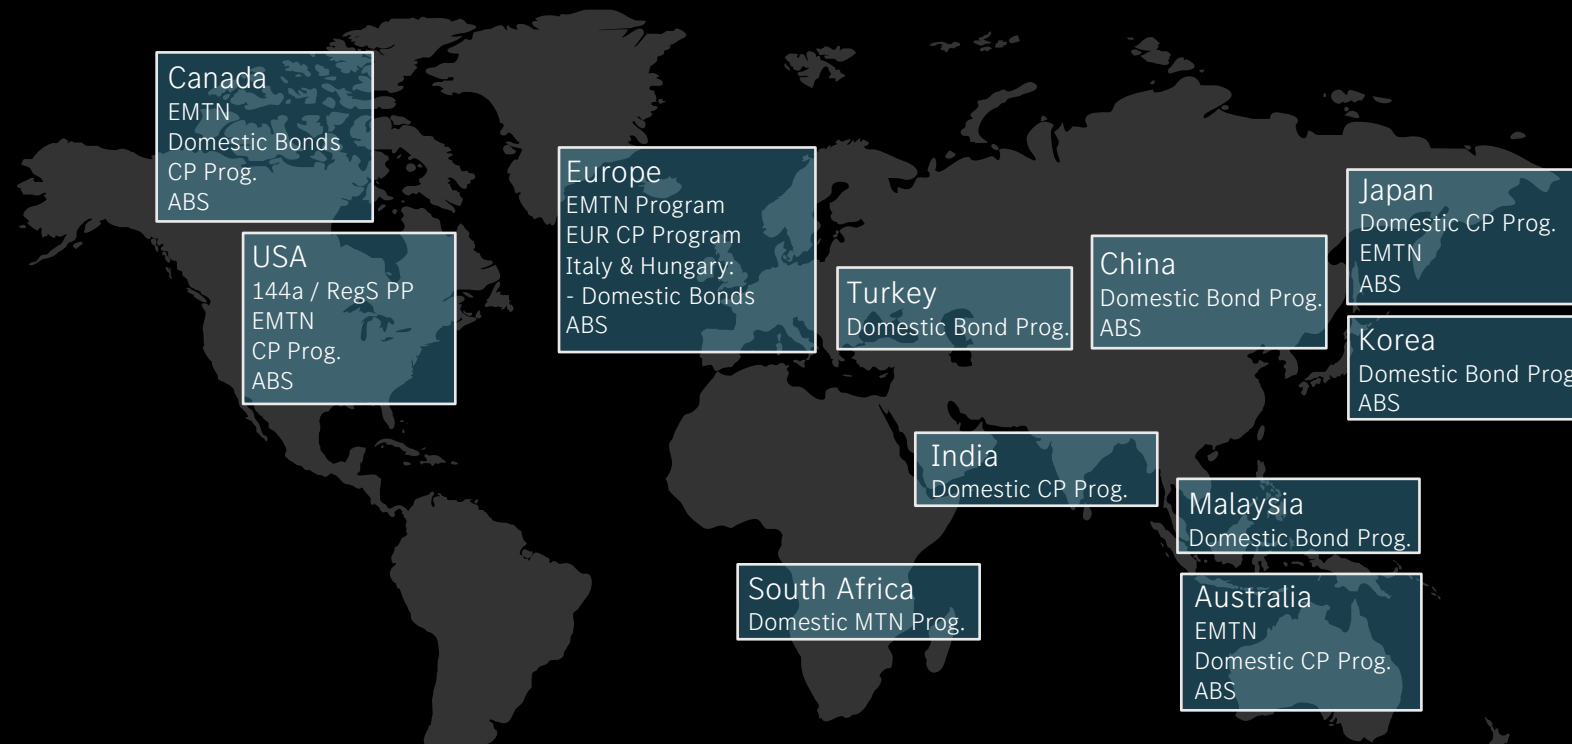 Canada
EMTN
Domestic Bonds
CP Prog.
ABS
USA
144a / RegS PP
EMTN
CP Prog.
ABS
Europe
EMTN Program
EUR CP Program
Italy & Hungary:
- Domestic Bonds
ABS
Turkey
Domestic Bond Prog.
China
Domestic Bond Prog.
ABS
Japan
Domestic CP Prog.
EMTN
ABS
Korea
Domestic Bond Prog
ABS
India
Domestic CP Prog.
Malaysia
Domestic Bond Prog.
South Africa
Domestic MTN Prog.
Australia
EMTN
Domestic CP Prog.
ABS